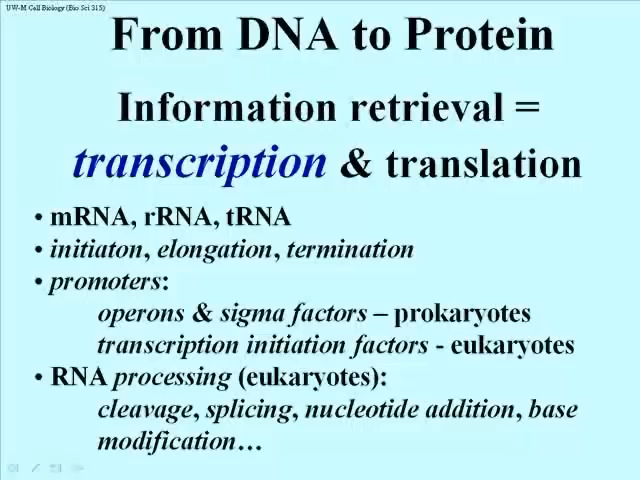 UW-M Cell Biology (Bio Sci 315)
From DNA to Protein
Information retrieval =
transcription & translation
• mRNA, rRNA, tRNA
• initiaton, elongation, termination
• promoters:
operons & sigma factors – prokaryotes
transcription initiation factors - eukaryotes
• RNA processing (eukaryotes):
cleavage, splicing, nucleotide addition, base
modification…